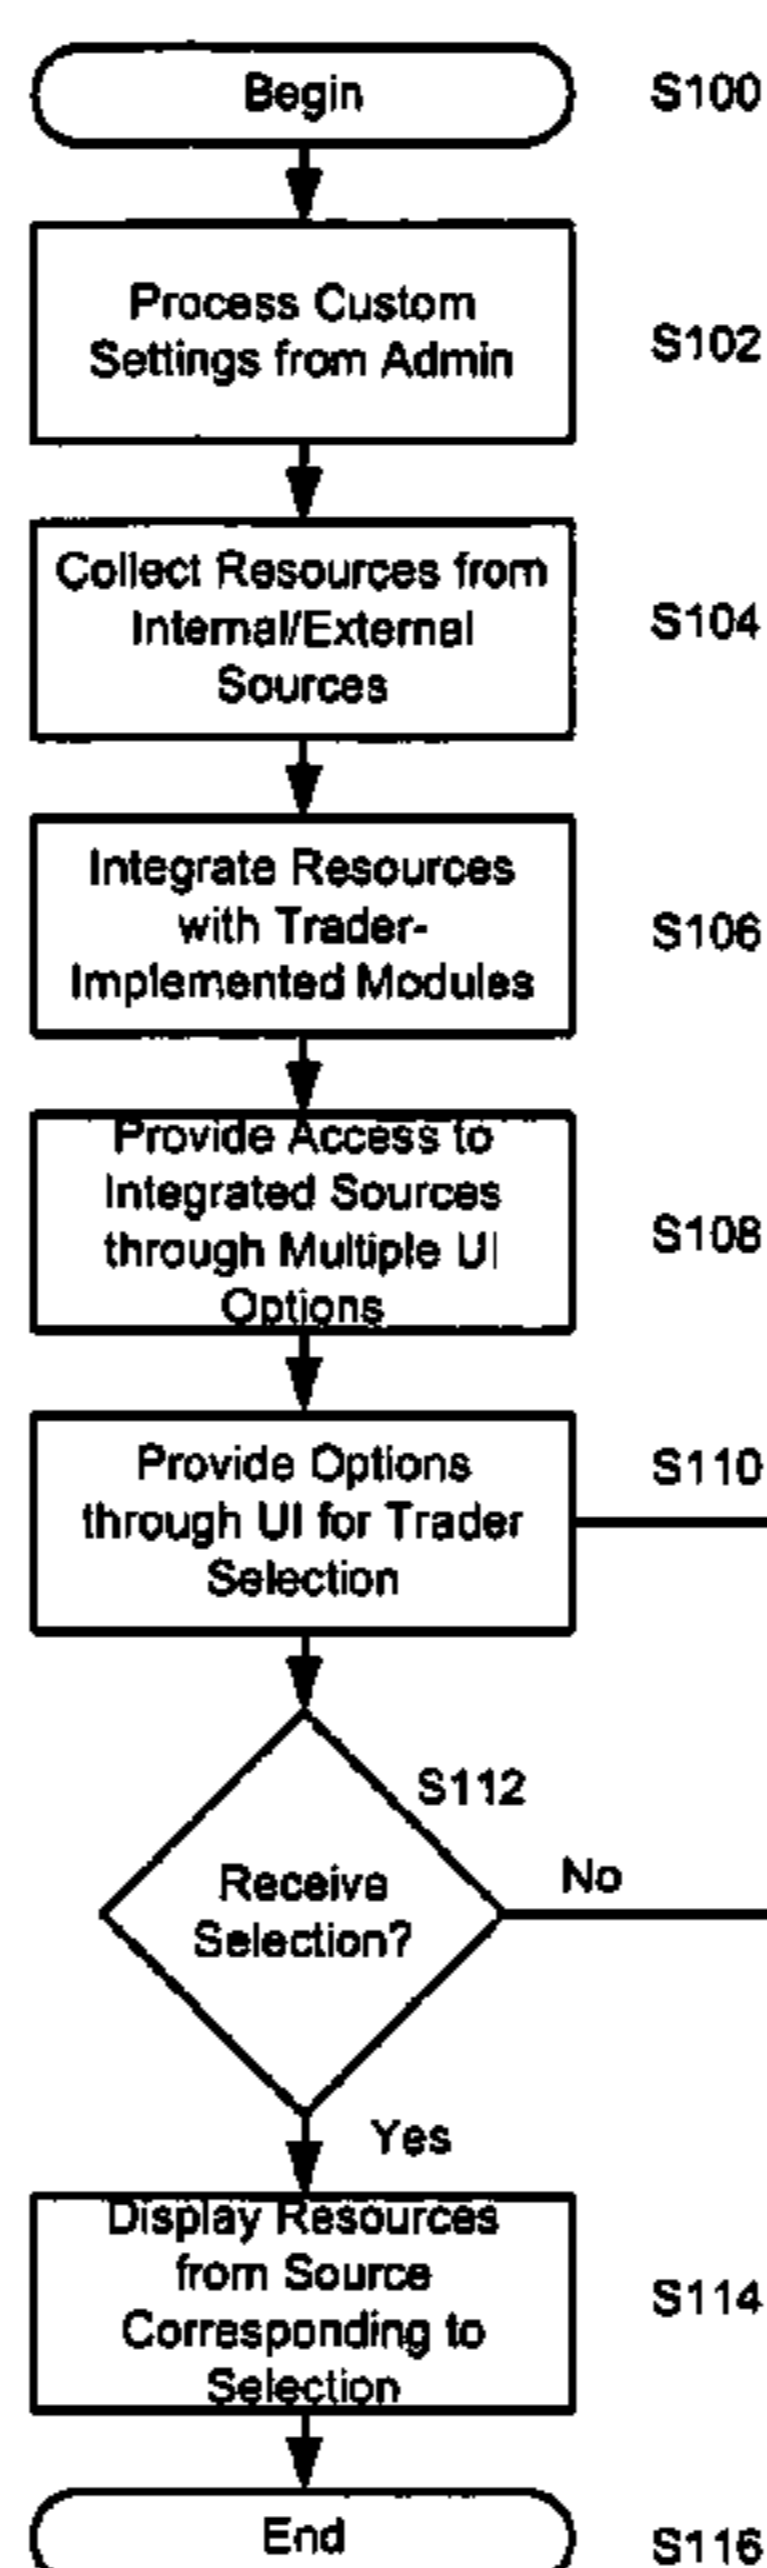 Begin
S100
Process Custom
Settings from Admin
S102
Collect Resources from
Internal/External
Sources
S104
Integrate Resources
with Trader-
Implemented Modules
S106
Provide Access to
Integrated Sources
through Multiple UI
Options
S108
Provide Options
through UI for Trader
Selection
S110
S112
Receive
Selection?
No
Yes
Display Resources
from Source
Corresponding to
Selection
S114
End
S116